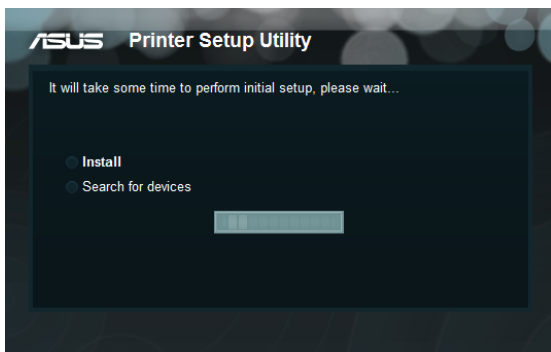 ASUS Printer Setup Utility
It will take some time to perform initial setup, please wait...
Install
Search for devices